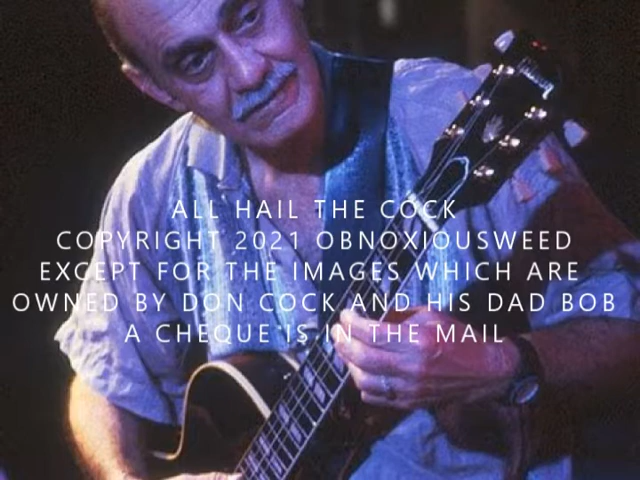 ALL HAIL THE COCK
COPYRIGHT 2021 OBNOXIOUSWEED
EXCEPT FOR THE IMAGES WHICH ARE
OWNED BY DON COCK AND HIS DAD BOB
A CHEQUE IS IN THE MAIL